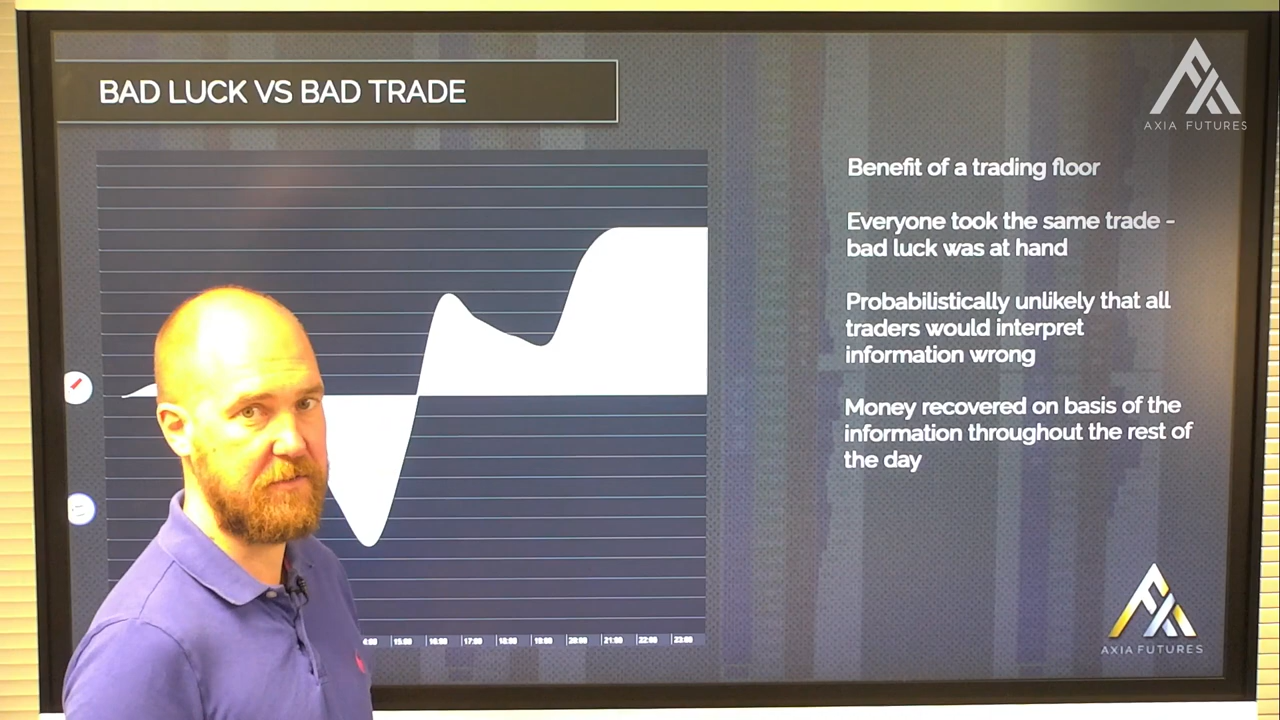 BAD LUCK VS BAD TRADE
AXIA FUTURES
Benefit of a trading floor
Everyone took the same trade -
bad luck was at hand
Probabilistically unlikely that all
traders would interpret
information wrong
Money recovered on basis of the
information throughout the rest of
the day
15:00 16:00 17:00 18:00 19:00 20:00 21:00 22:00 23:00
AXIA FUTURES